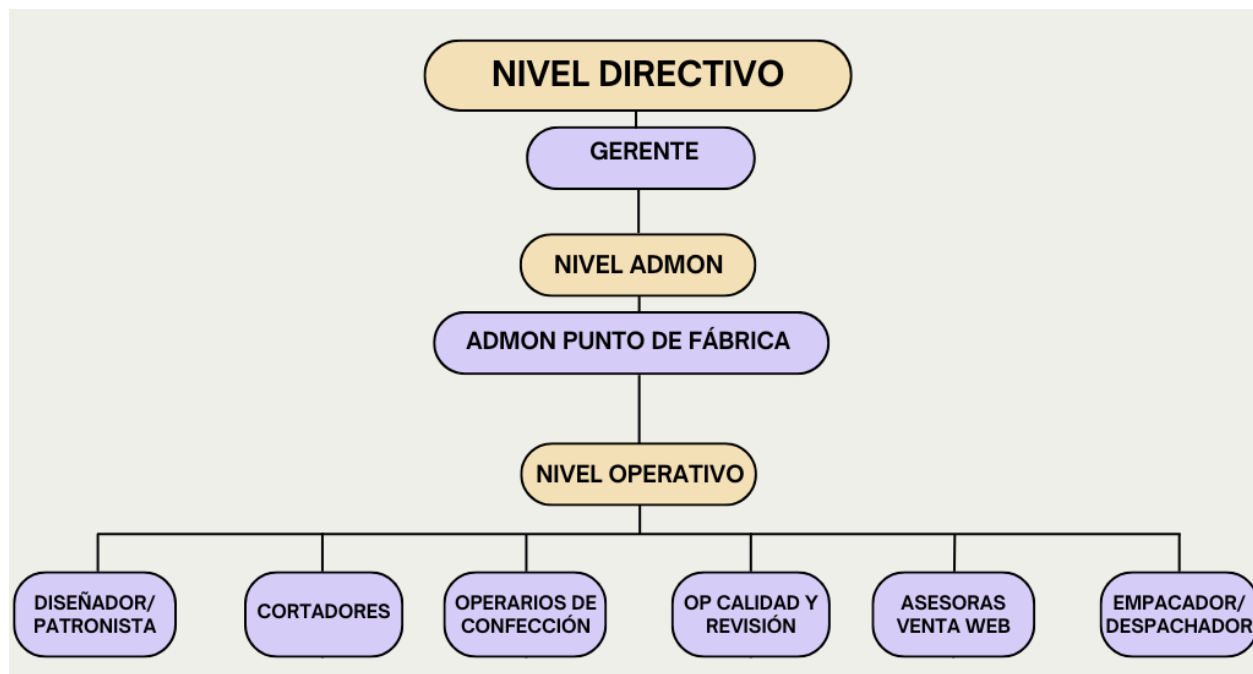 NIVEL DIRECTIVO
GERENTE
NIVEL ADMON
ADMON PUNTO DE FÁBRICA
NIVEL OPERATIVO
DISEÑADOR/
PATRONISTA
CORTADORES
OPERARIOS DE
CONFECCIÓN
OP CALIDAD Y
REVISIÓN
ASESORAS
VENTA WEB
EMPACADOR/
DESPACHADOR